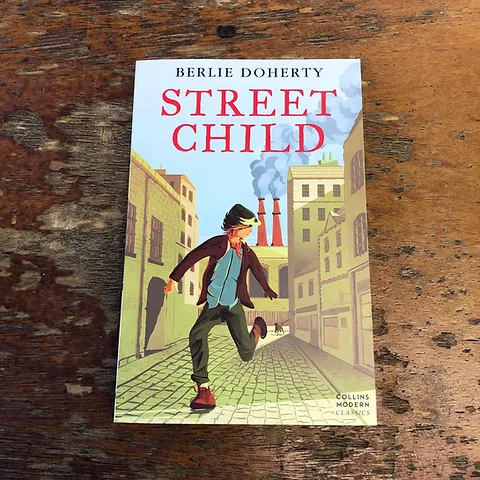 BERLIE DOHERTY
STREET
CHILD
COLLINS
MODERN
CLASSICS